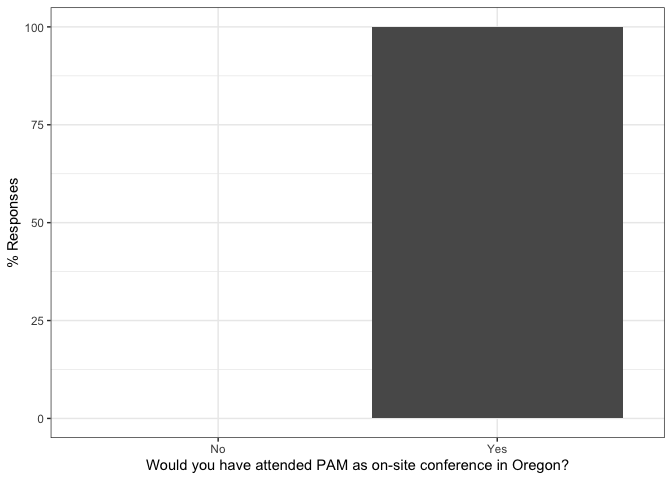 100
75
50
25
0
% Responses
No
Yes
Would you have attended PAM as on-site conference in Oregon?